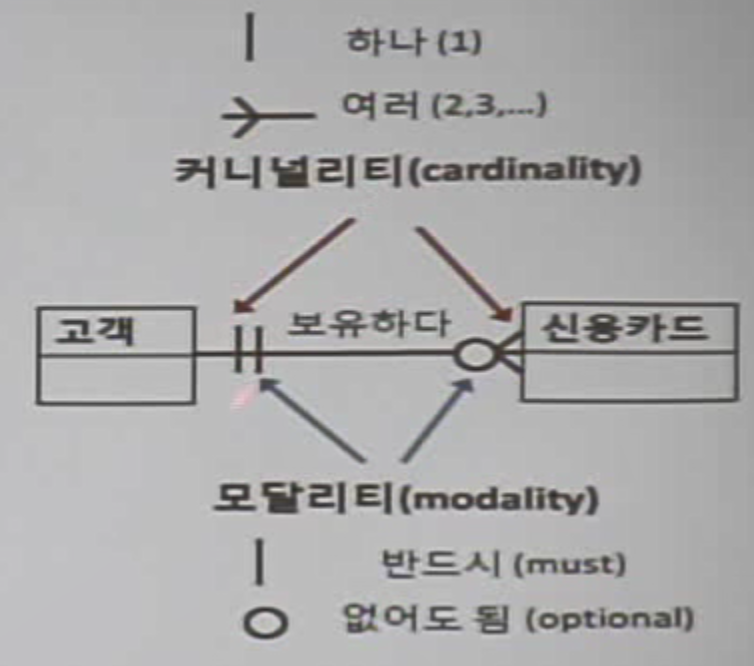 하나 (1)
여러 (2,3,...)
커니널리티(cardinality)
고객
보유하다
신용카드
모달리티(modality)
반드시 (must)
없어도 됨 (optional)